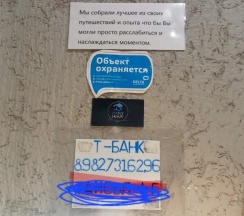 Мы собрали лучшее из своих
путешествий и опыта что бы Вы
могли просто расслабиться и
наслаждаться моментом.
Объект
охраняется
DELTA
Т-БАНК
89827316296